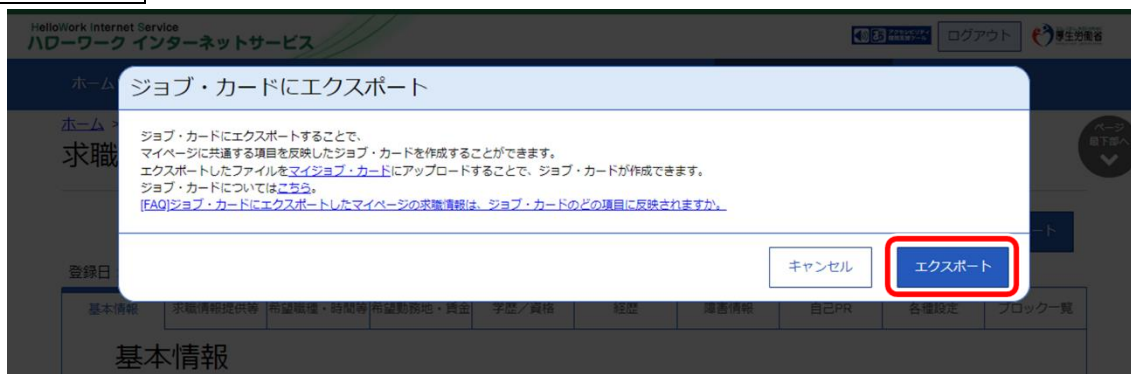 HelloWork Internet Service
ハローワーク インターネットサービス
ログアウト
厚生労働省
ホーム
ジョブ・カードにエクスポート
ホーム >
求職
ジョブ・カードにエクスポートすることで、
マイページに共通する項目を反映したジョブ・カードを作成することができます。
エクスポートしたファイルをマイジョブ・カードにアップロードすることで、ジョブ・カードが作成できます。
ジョブ・カードについてはこちら。
[FAQ]ジョブ・カードにエクスポートしたマイページの求職情報は、ジョブ・カードのどの項目に反映されますか。
ページ
最下部へ
ート
キャンセル
エクスポート
登録日
基本情報 求職情報提供等 希望職種・時間等 希望勤務地・賃金 学歴／資格 経歴 障害情報 自己PR 各種設定 ブロック一覧
基本情報